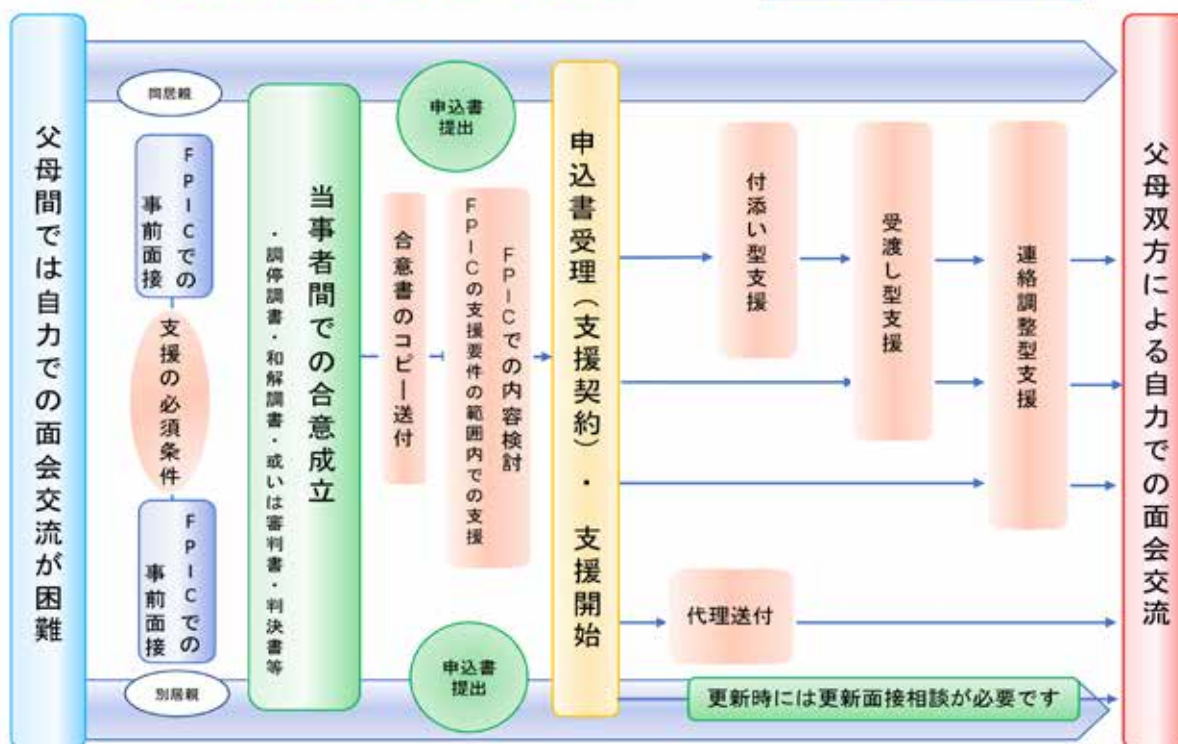 父母間では自力での面会交流が困難
同居親
FPICでの
事前面接
支援の必須条件
FPICでの
事前面接
別居親
当事者間での合意成立
・調停調書・和解調書・或いは審判書・判決書等
申込書
提出
合意書のコピー送付
FPICでの内容検討
FPICの支援要件の範囲内での支援
申込書
提出
申込書受理（支援契約）・ 支援開始
付添い型支援
受渡し型支援
連絡調整型支援
代理送付
更新時には更新面接相談が必要です
父母双方による自力での面会交流